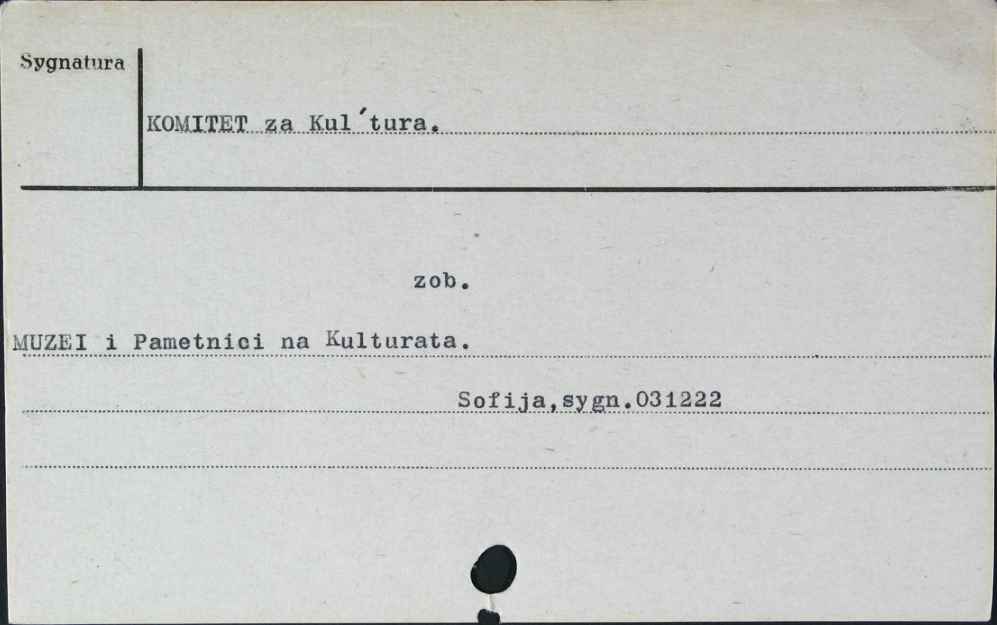 Sygnatura
KOMITET za Kul´tura.
zob.
MUZEI i Pametnici na Kulturata.
Sofija,sygn.031222